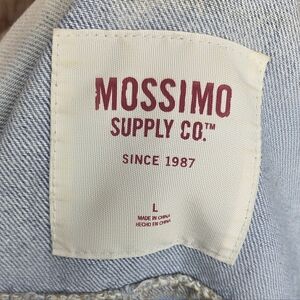 MOSSIMO
SUPPLY CO.™
SINCE 1987
L
MADE IN CHINA
HECHO EN CHINA